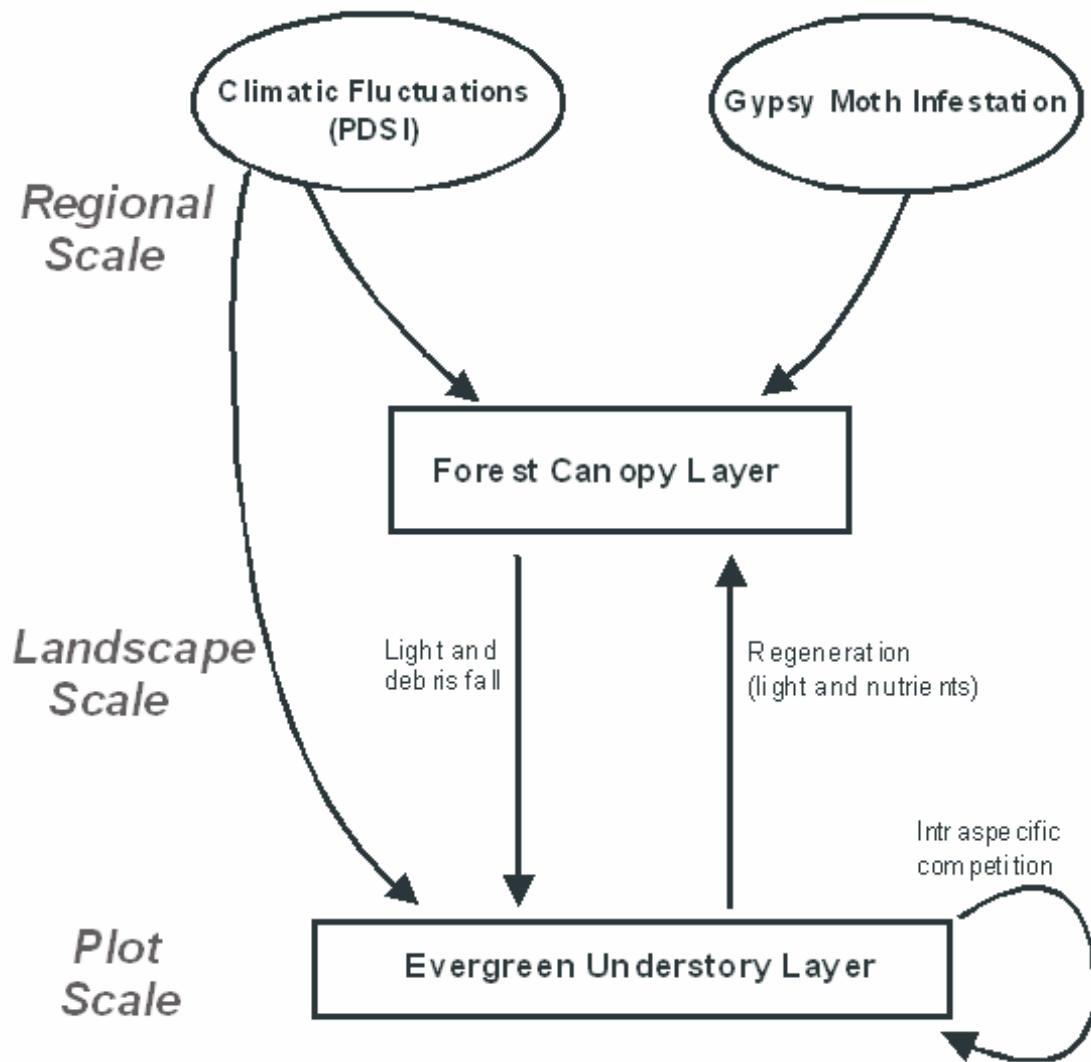 Climatic Fluctuations
(PDSI)
Gypsy Moth Infestation
Regional
Scale
Forest Canopy Layer
Landscape
Scale
Light and
debris fall
Regeneration
(light and nutrients)
Intraspecific
competition
Plot
Scale
Evergreen Understory Layer